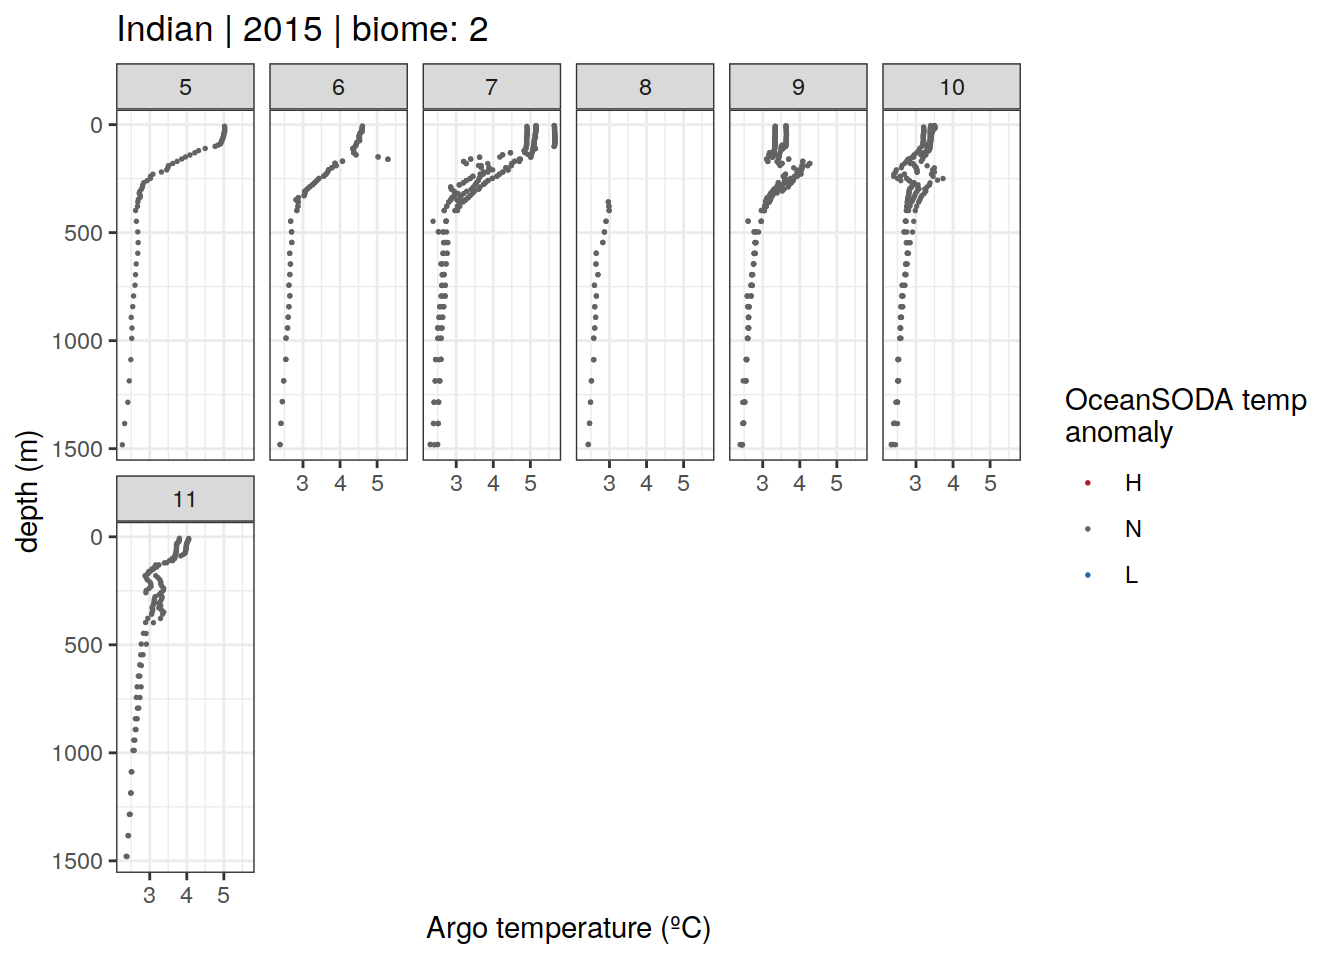 Indian | 2015 | biome: 2
5 6 7 8 9 10
0
500
1000
1500
3 4 5 3 4 5 3 4 5 3 4 5 3 4 5
11
0
500
1000
1500
3 4 5
depth (m)
Argo temperature (ºC)
OceanSODA temp
anomaly
H
N
L